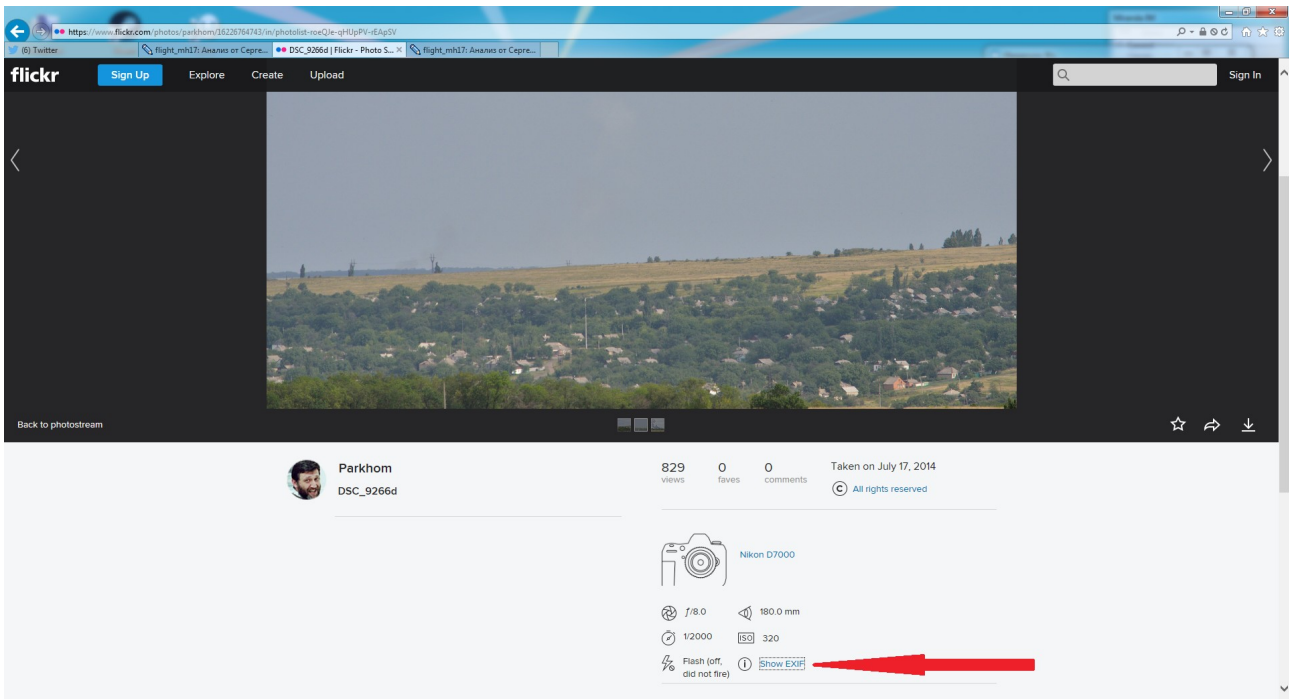 https://www.flickr.com/photos/parkhom/16226764743/in/photolist-roeQJe-qHUpPV-rEApSV
(6) Twitter
flight_mh17: Анализ от Серге...
DSC_9266d | Flickr - Photo S...
flight_mh17: Анализ от Серге...
flickr
Sign Up
Explore
Create
Upload
Sign In
Back to photostream
Parkhom
DSC_9266d
829
views
0
faves
0
comments
Taken on July 17, 2014
C All rights reserved
Nikon D7000
ƒ/8.0
180.0 mm
1/2000
ISO 320
Flash (off,
did not fire)
i Show EXIF